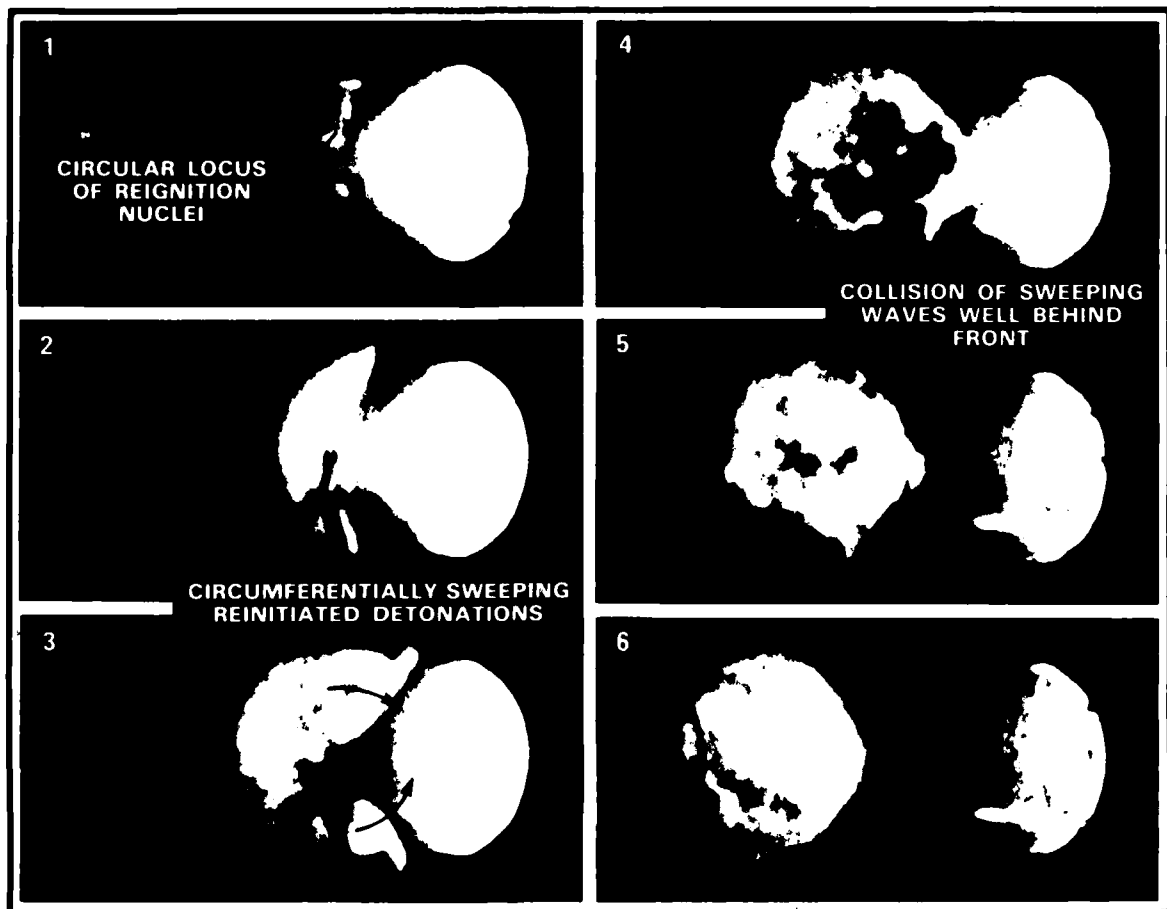 1
CIRCULAR LOCUS
OF REIGNITION
NUCLEI
2
CIRCUMFERENTIALLY SWEEPING
REINITIATED DETONATIONS
3
4
COLLISION OF SWEEPING
WAVES WELL BEHIND
FRONT
5
6